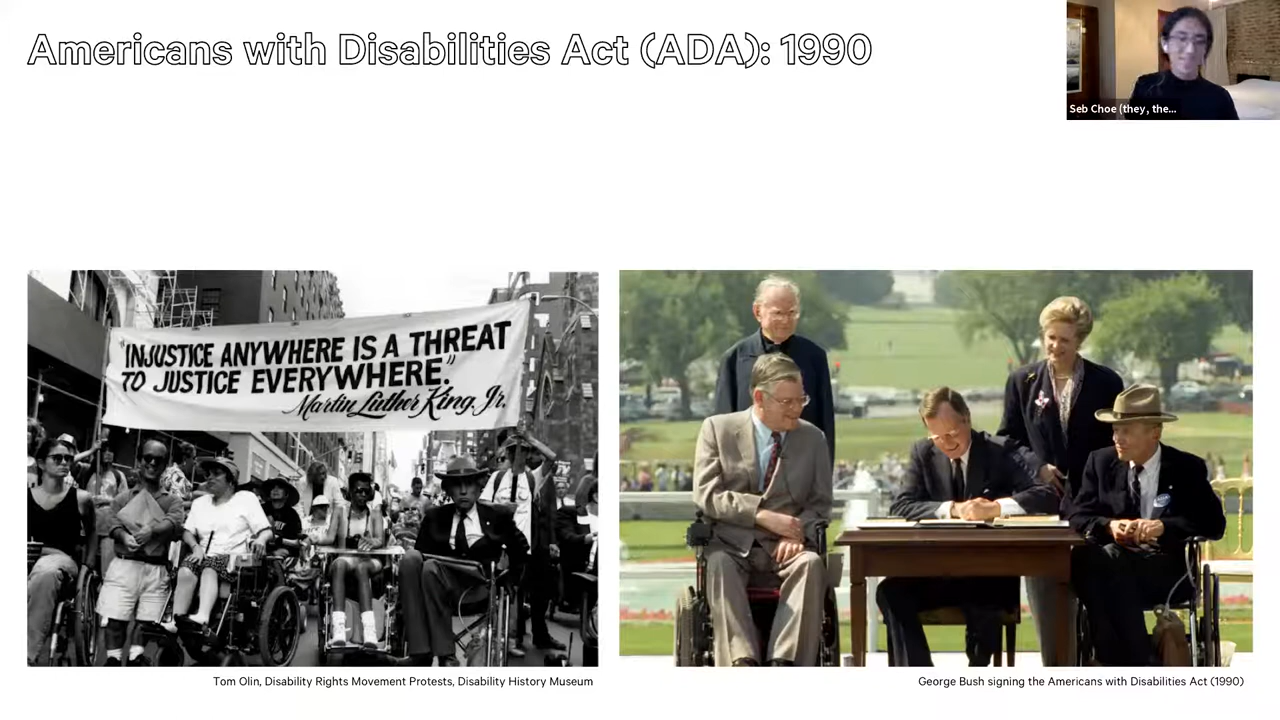 Americans with Disabilities Act (ADA): 1990
Seb Choe (they, the...
"INJUSTICE ANYWHERE IS A THREAT
TO JUSTICE EVERYWHERE."
Martin Luther King, Jr.
Tom Olin, Disability Rights Movement Protests, Disability History Museum
George Bush signing the Americans with Disabilities Act (1990)